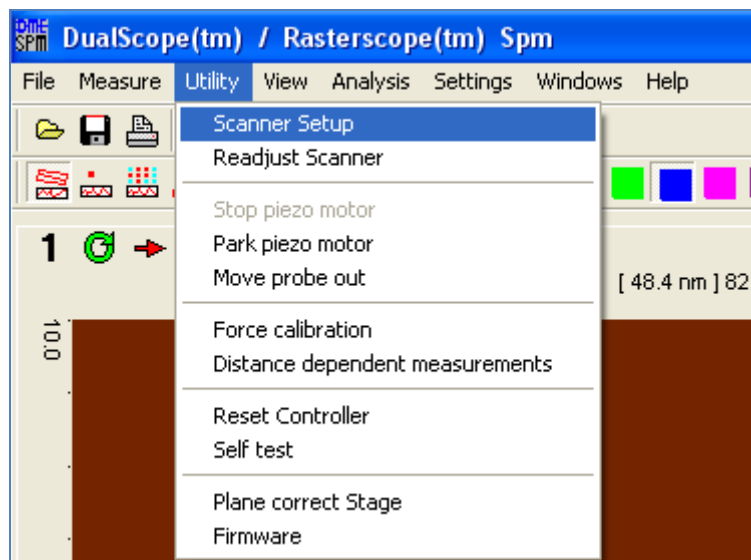 DME
SPM
DualScope(tm) / Rasterscope(tm) Spm
File Measure Utility View Analysis Settings Windows Help
Scanner Setup
Readjust Scanner
Stop piezo motor
Park piezo motor
Move probe out
Force calibration
Distance dependent measurements
Reset Controller
Self test
Plane correct Stage
Firmware
1
[ 48.4 nm ] 82
10.0